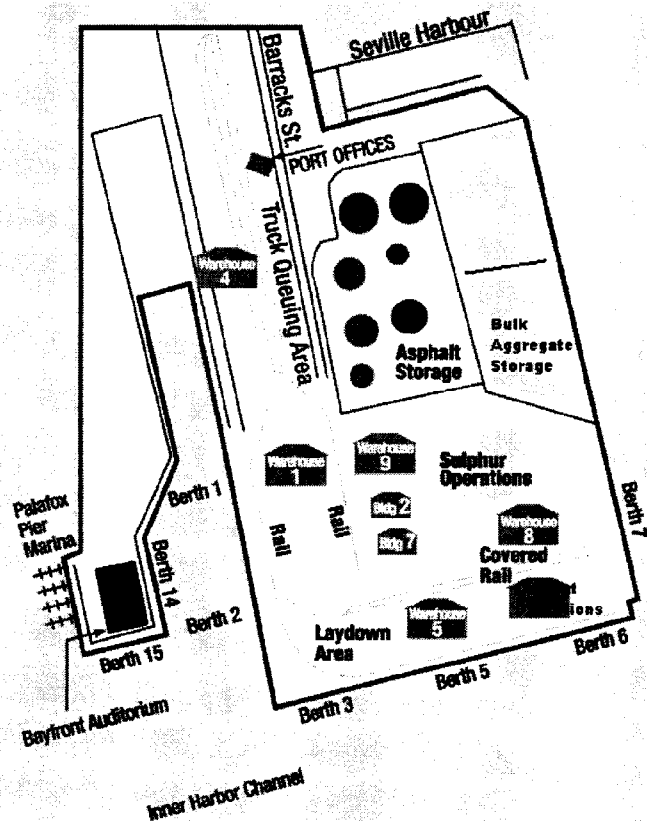 Seville Harbour
Barracks St.
PORT OFFICES
Truck Queuing Area
Warehouse
4
Asphalt
Storage
Bulk
Aggregate
Storage
Warehouse
1
Warehouse
9
Sulphur
Operations
Bldg 2
Bldg 7
Warehouse
8
Covered
Rail
Rail
Rail
Berth 7
Palafox
Pier
Marina
Berth 1
Berth 14
Berth 2
Berth 15
Laydown
Area
Warehouse
5
Berth 6
Berth 5
Berth 3
Bayfront Auditorium
Inner Harbor Channel